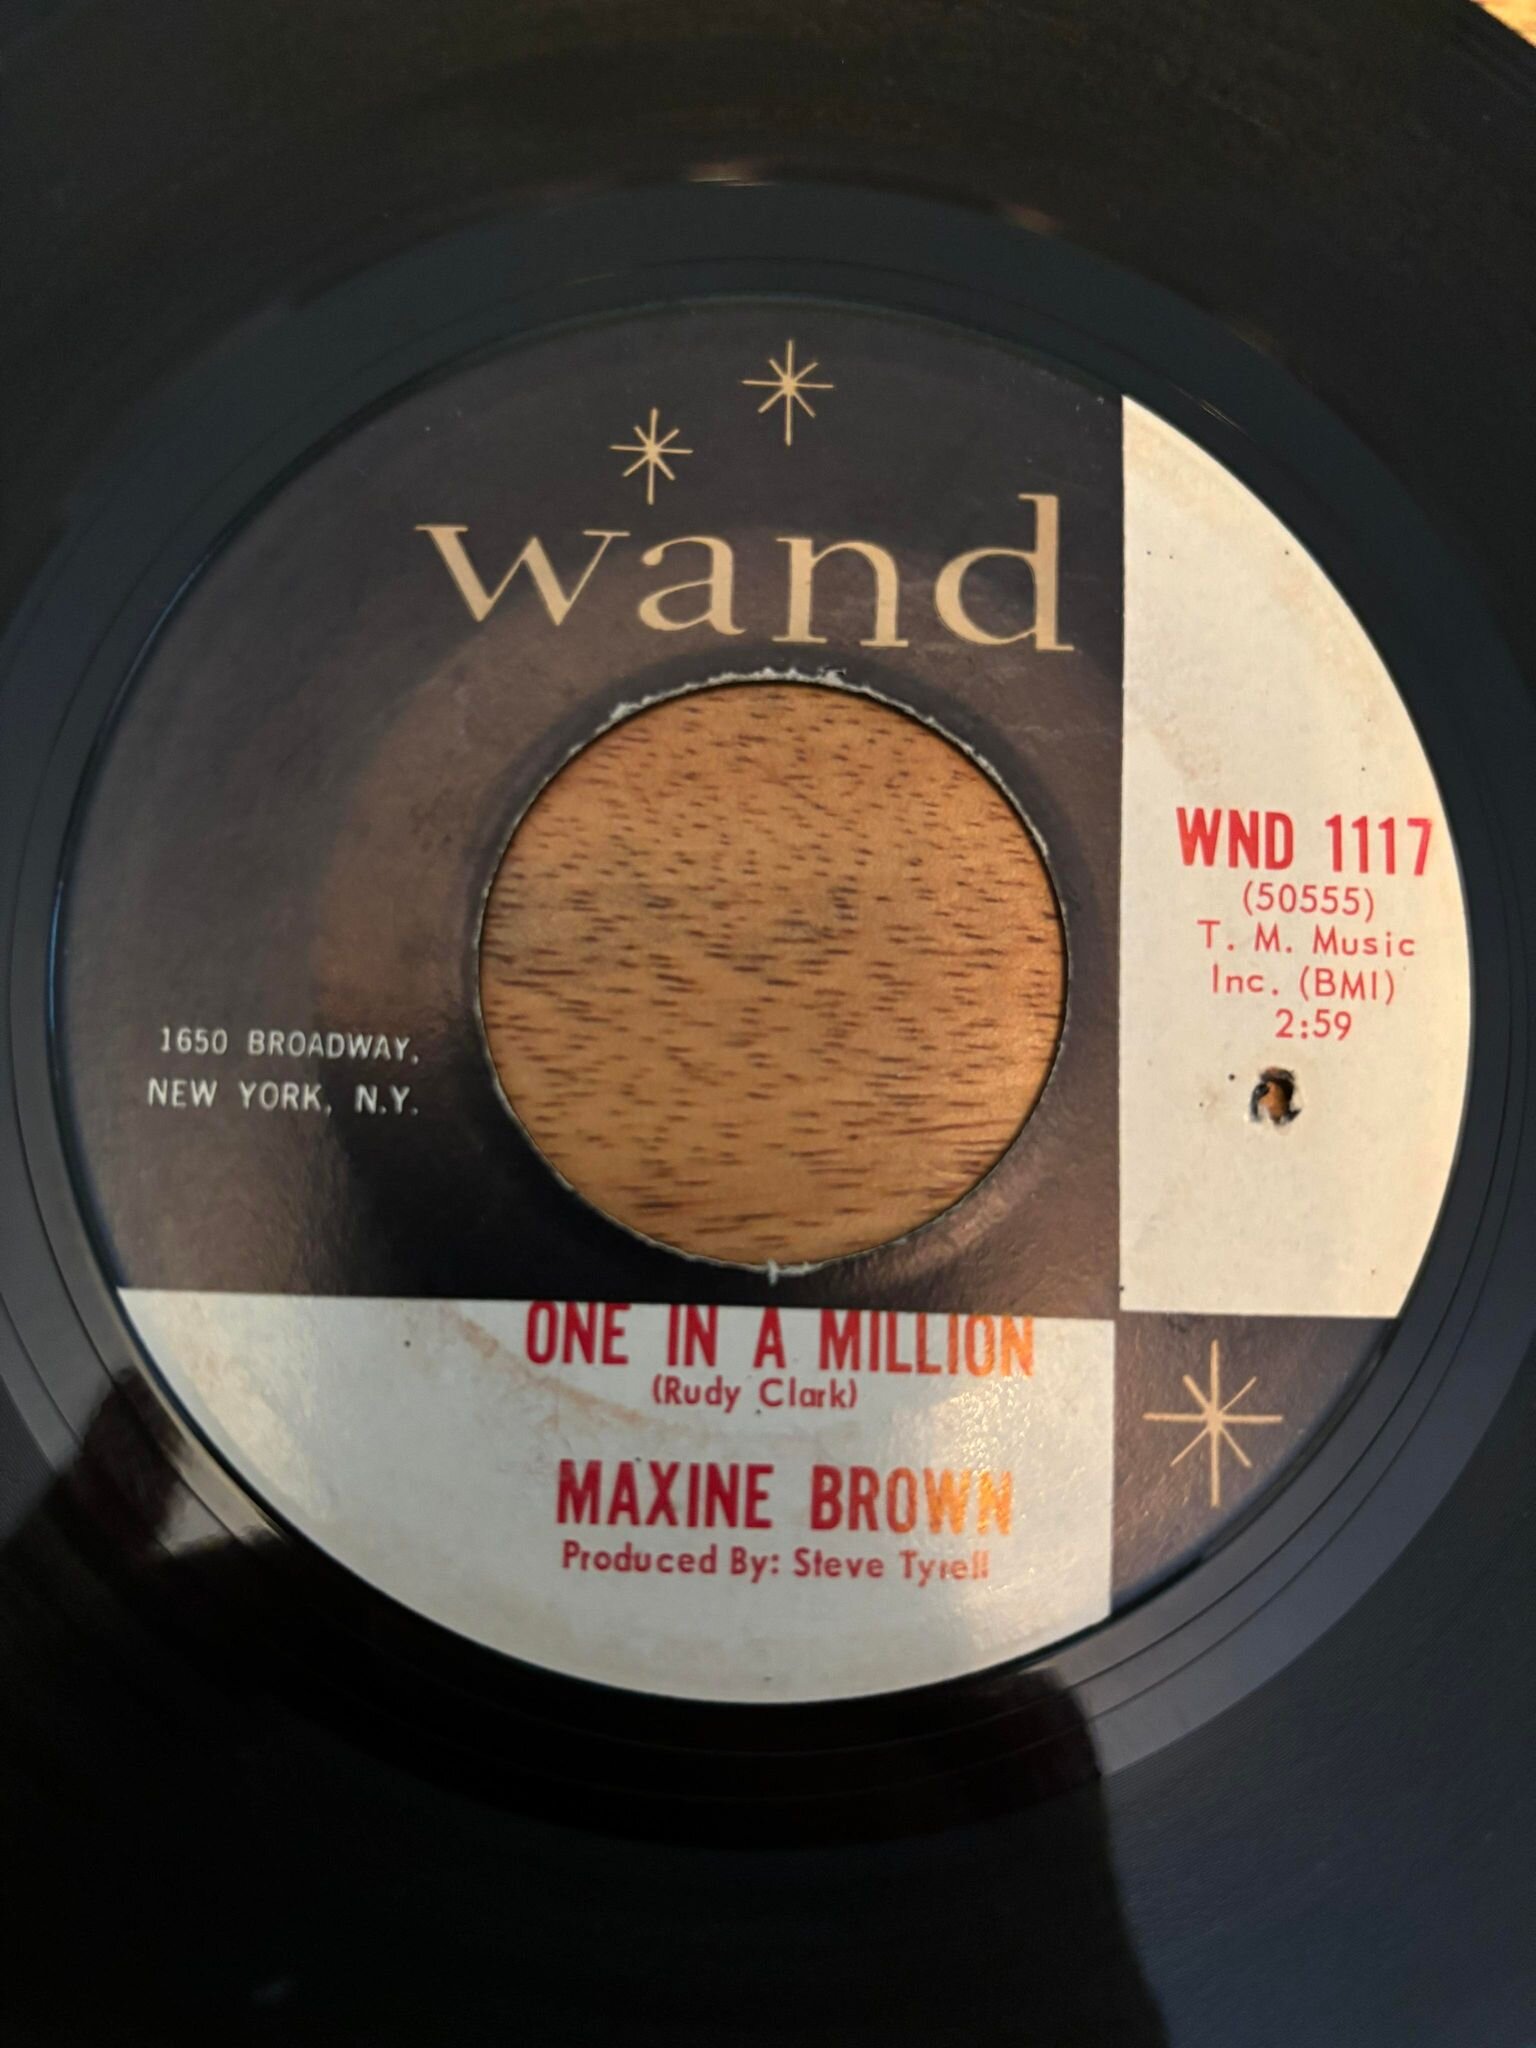 wand
WND 1117
(50555)
T. M. Music
Inc. (BMI)
2:59
1650 BROADWAY,
NEW YORK, N.Y.
ONE IN A MILLION
(Rudy Clark)
MAXINE BROWN
Produced By: Steve Tyrell